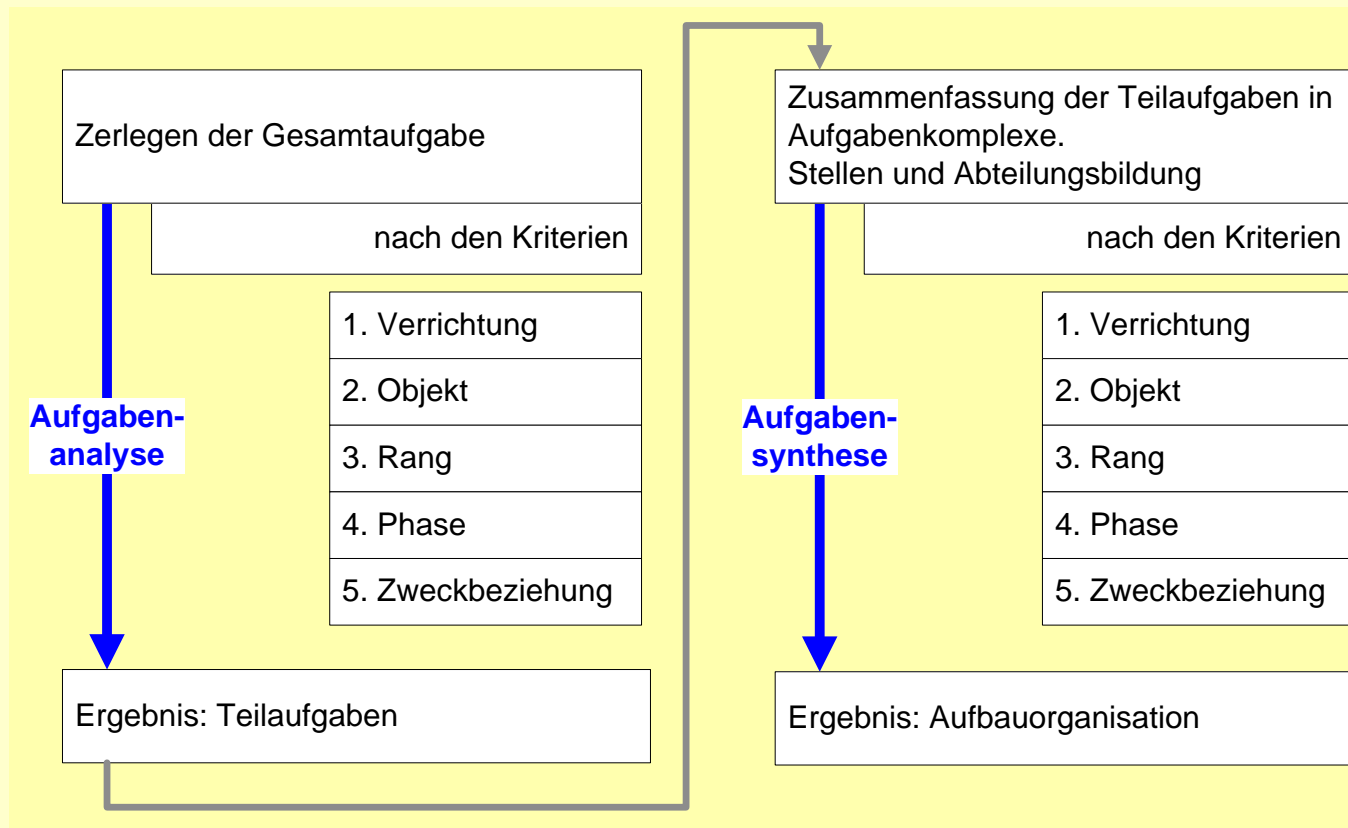 Zerlegen der Gesamtaufgabe
nach den Kriterien
1. Verrichtung
2. Objekt
3. Rang
4. Phase
5. Zweckbeziehung
Aufgaben-
analyse
Ergebnis: Teilaufgaben
Zusammenfassung der Teilaufgaben in
Aufgabenkomplexe.
Stellen und Abteilungsbildung
nach den Kriterien
1. Verrichtung
2. Objekt
3. Rang
4. Phase
5. Zweckbeziehung
Aufgaben-
synthese
Ergebnis: Aufbauorganisation